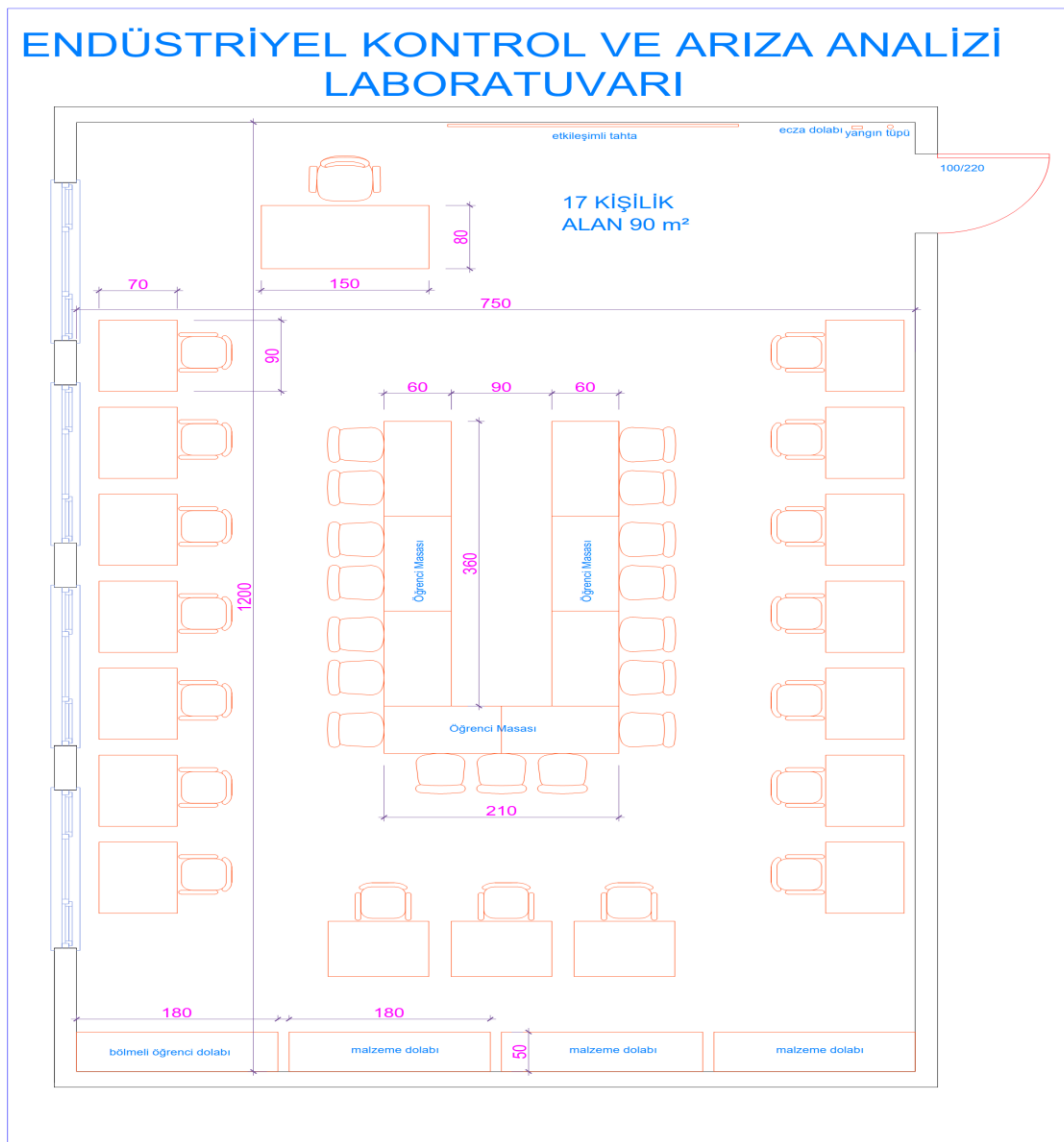 ENDÜSTRİYEL KONTROL VE ARIZA ANALİZİ
LABORATUVARI
etkileşimli tahta
ecza dolabı
yangın tüpü
100/220
17 KİŞİLİK
ALAN 90 m²
80
150
70
750
90
60
90
60
360
Öğrenci Masası
Öğrenci Masası
1200
Öğrenci Masası
210
180
180
50
bölmeli öğrenci dolabı
malzeme dolabı
malzeme dolabı
malzeme dolabı